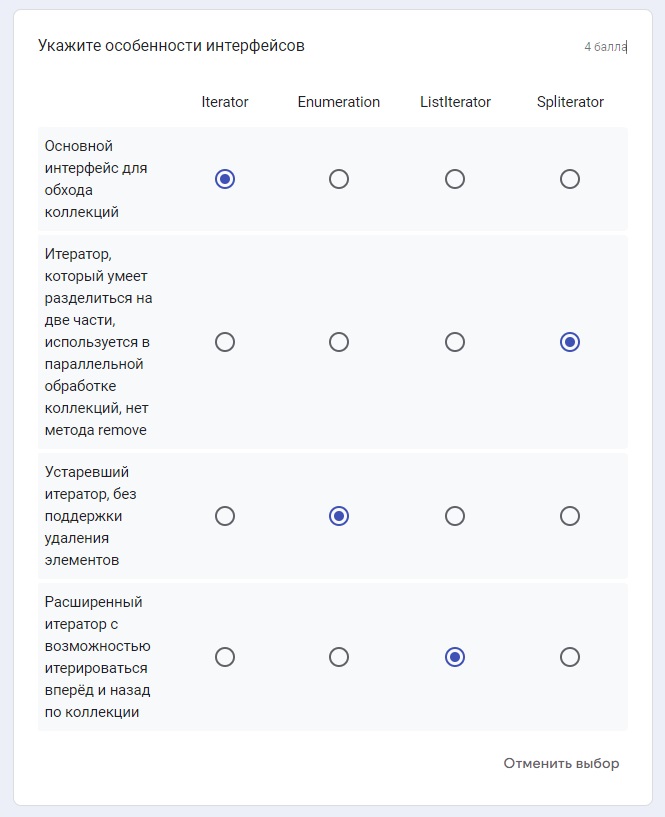 Укажите особенности интерфейсов
4 балла
Iterator
Enumeration
ListIterator
Spliterator
Основной
интерфейс для
обхода
коллекций
Итератор,
который умеет
разделиться на
две части,
используется в
параллельной
обработке
коллекций, нет
метода remove
Устаревший
итератор, без
поддержки
удаления
элементов
Расширенный
итератор с
возможностью
итерироваться
вперёд и назад
по коллекции
Отменить выбор